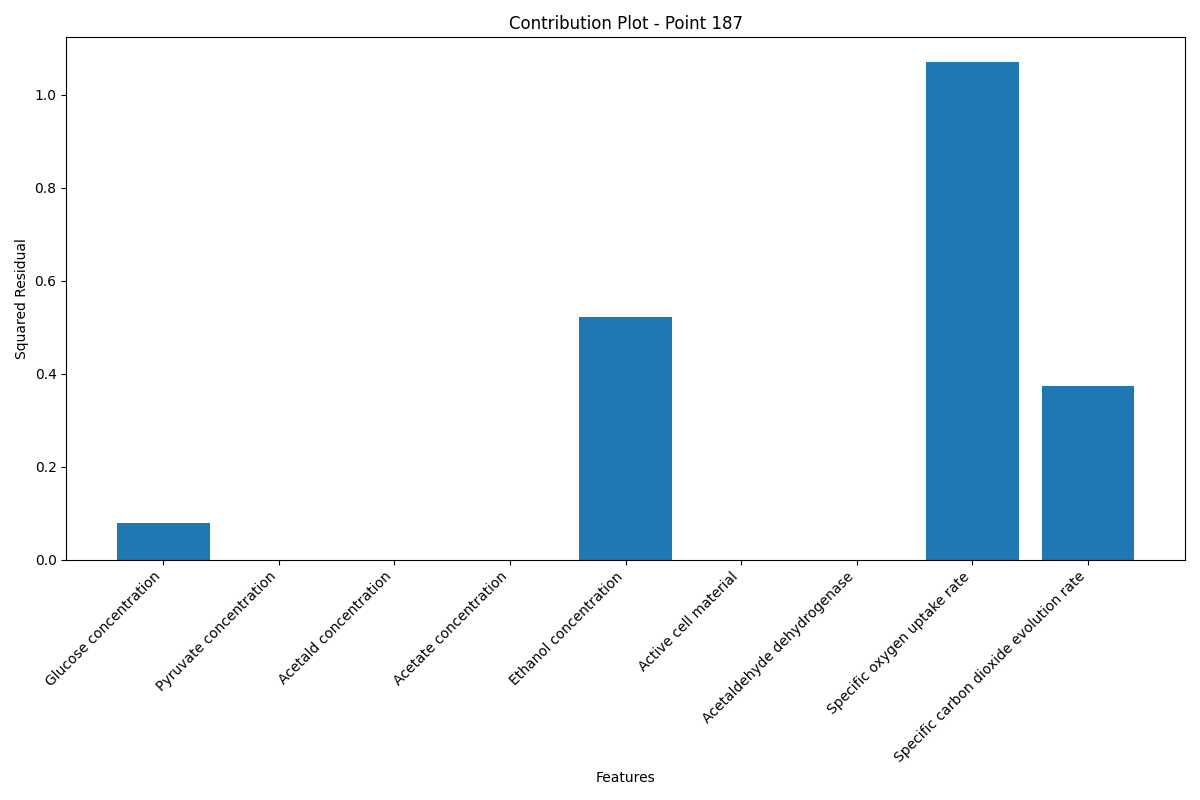 Contribution Plot - Point 187
Squared Residual
1.0
0.8
0.6
0.4
0.2
0.0
Glucose concentration
Pyruvate concentration
Acetald concentration
Acetate concentration
Ethanol concentration
Active cell material
Acetaldehyde dehydrogenase
Specific oxygen uptake rate
Specific carbon dioxide evolution rate
Features